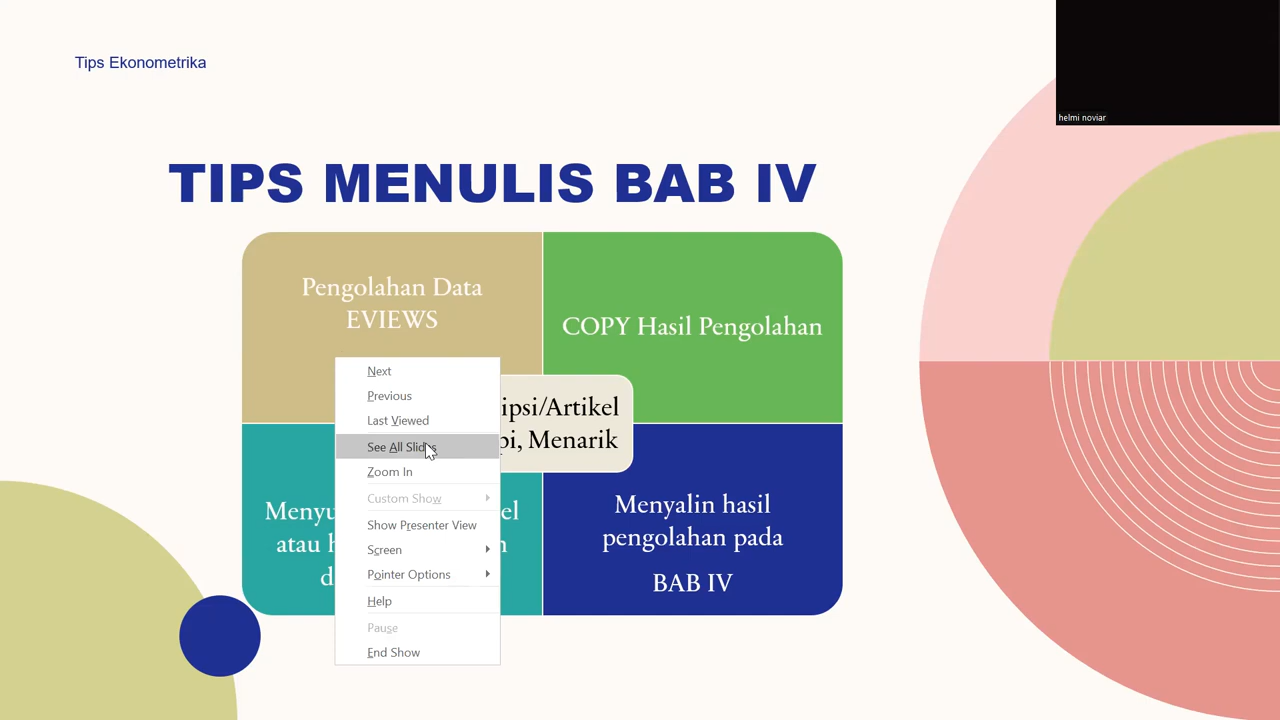 helmi noviar
Tips Ekonometrika
TIPS MENULIS BAB IV
Pengolahan Data
EVIEWS
COPY Hasil Pengolahan
ipsi/Artikel
Menarik
Menyalin hasil
pengolahan pada
BAB IV
Next
Previous
Last Viewed
See All Slides
Zoom In
Custom Show
Show Presenter View
Screen
Pointer Options
Help
Pause
End Show